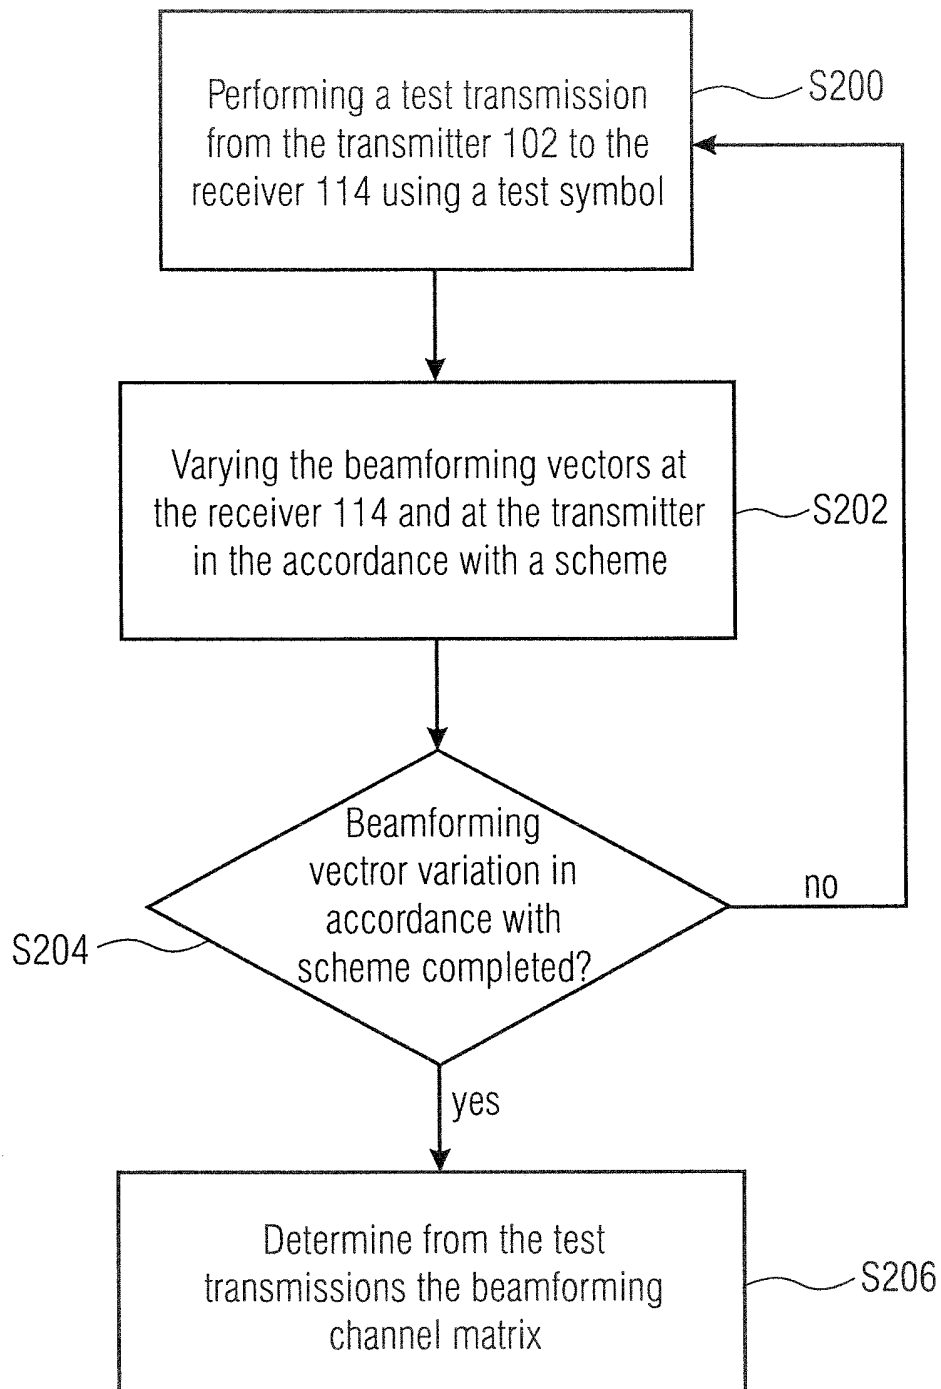 Performing a test transmission
from the transmitter 102 to the
receiver 114 using a test symbol
S200
Varying the beamforming vectors at
the receiver 114 and at the transmitter
in the accordance with a scheme
S202
Beamforming
vectror variation in
accordance with
scheme completed?
no
S204
yes
Determine from the test
transmissions the beamforming
channel matrix
S206